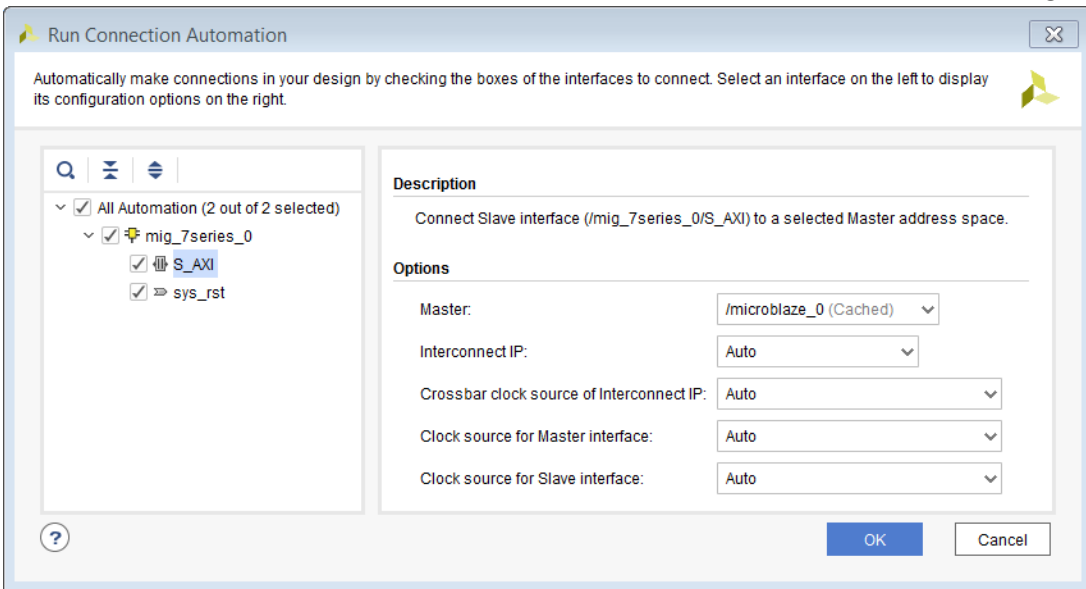 Run Connection Automation
Automatically make connections in your design by checking the boxes of the interfaces to connect. Select an interface on the left to display
its configuration options on the right.
All Automation (2 out of 2 selected)
mig_7series_0
S_AXI
sys_rst
Description
Connect Slave interface (/mig_7series_0/S_AXI) to a selected Master address space.
Options
Master: /microblaze_0 (Cached)
Interconnect IP: Auto
Crossbar clock source of Interconnect IP: Auto
Clock source for Master interface: Auto
Clock source for Slave interface: Auto
?
OK Cancel